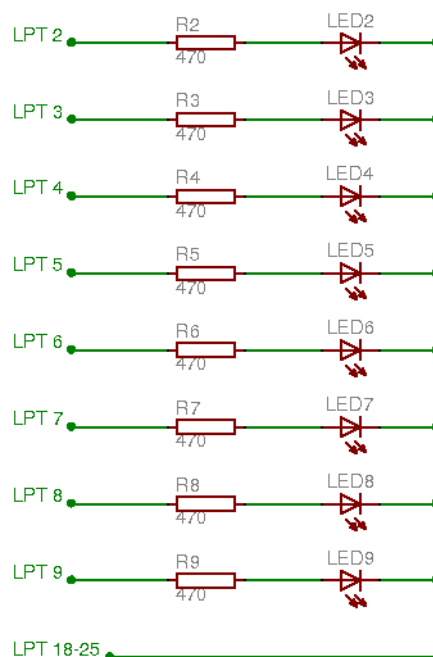 LPT 2 R2 LED2
470
LPT 3 R3 LED3
470
LPT 4 R4 LED4
470
LPT 5 R5 LED5
470
LPT 6 R6 LED6
470
LPT 7 R7 LED7
470
LPT 8 R8 LED8
470
LPT 9 R9 LED9
470
LPT 18-25